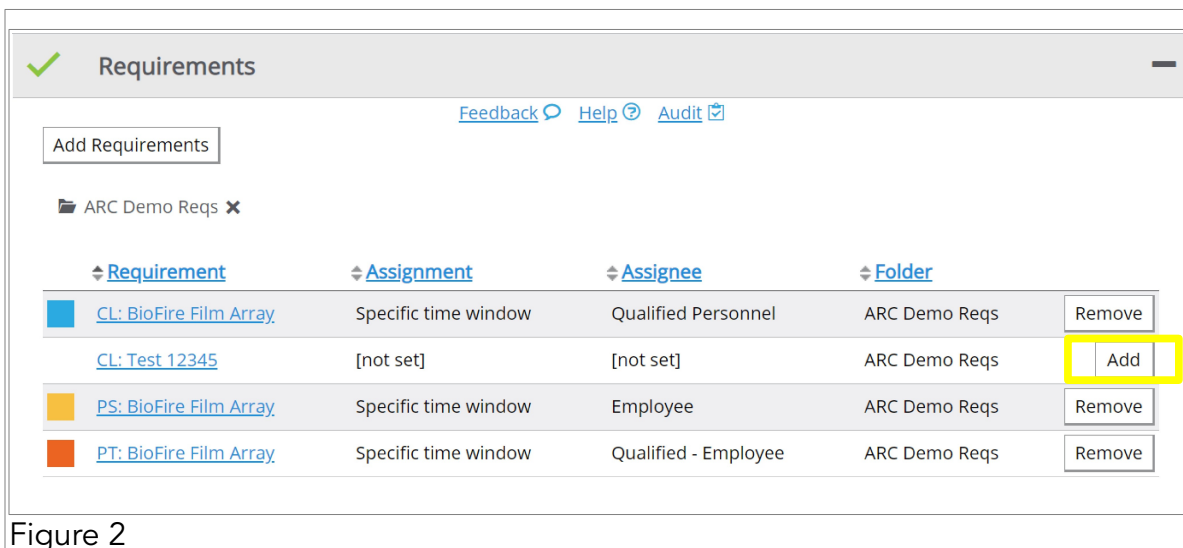 Requirements
Feedback Help Audit
Add Requirements
ARC Demo Reqs
Requirement Assignment Assignee Folder
CL: BioFire Film Array Specific time window Qualified Personnel ARC Demo Reqs Remove
CL: Test 12345 [not set] [not set] ARC Demo Reqs Add
PS: BioFire Film Array Specific time window Employee ARC Demo Reqs Remove
PT: BioFire Film Array Specific time window Qualified - Employee ARC Demo Reqs Remove
Figure 2